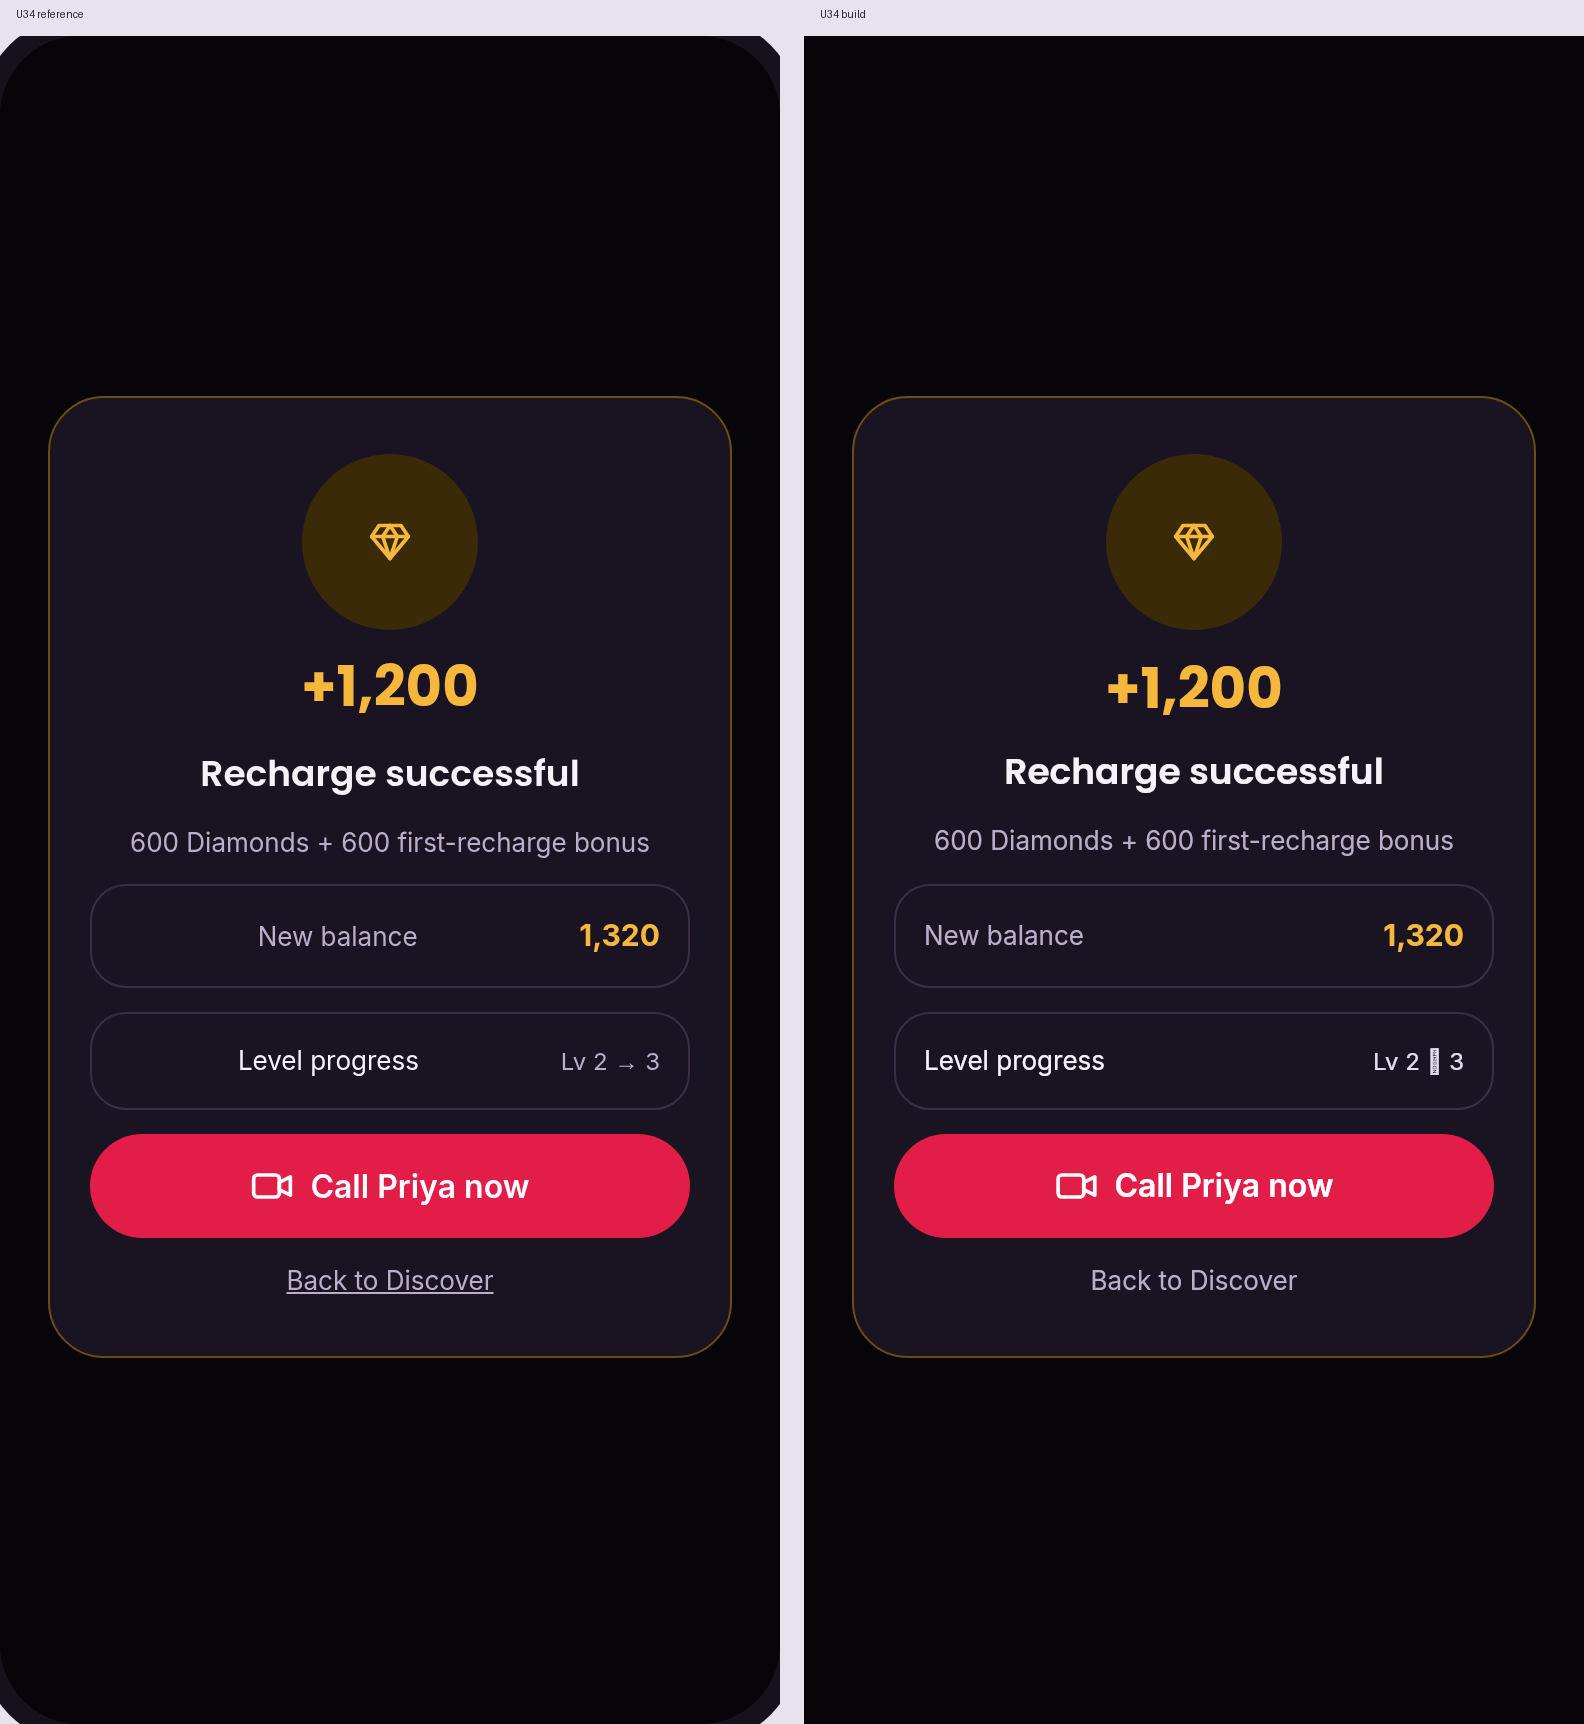 U34 reference
+1,200
Recharge successful
600 Diamonds + 600 first-recharge bonus
New balance 1,320
Level progress Lv 2 → 3
Call Priya now
Back to Discover
U34 build
+1,200
Recharge successful
600 Diamonds + 600 first-recharge bonus
New balance 1,320
Level progress Lv 2 3
Call Priya now
Back to Discover